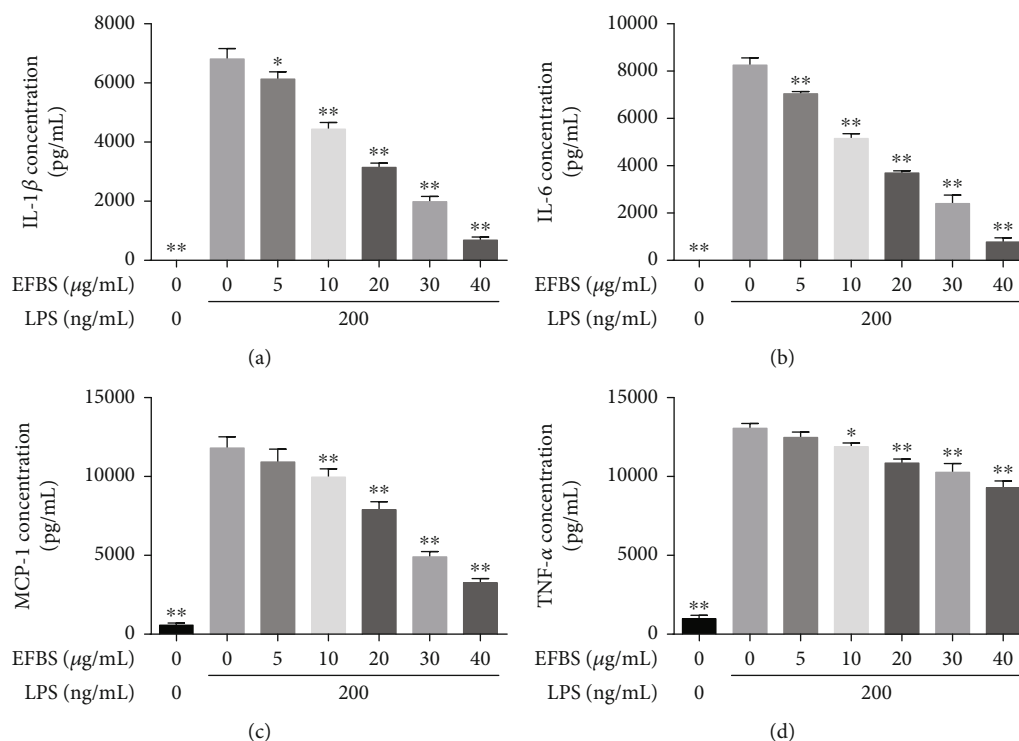 8000
6000
4000
2000
0
IL-1β concentration
(pg/mL)
**
*
**
**
**
**
EFBS (μg/mL) 0 0 5 10 20 30 40
LPS (ng/mL) 0 200
(a)
10000
8000
6000
4000
2000
0
IL-6 concentration
(pg/mL)
**
**
**
**
**
**
EFBS (μg/mL) 0 0 5 10 20 30 40
LPS (ng/mL) 0 200
(b)
15000
10000
5000
0
MCP-1 concentration
(pg/mL)
**
**
**
**
**
EFBS (μg/mL) 0 0 5 10 20 30 40
LPS (ng/mL) 0 200
(c)
15000
10000
5000
0
TNF-α concentration
(pg/mL)
**
*
**
**
**
EFBS (μg/mL) 0 0 5 10 20 30 40
LPS (ng/mL) 0 200
(d)